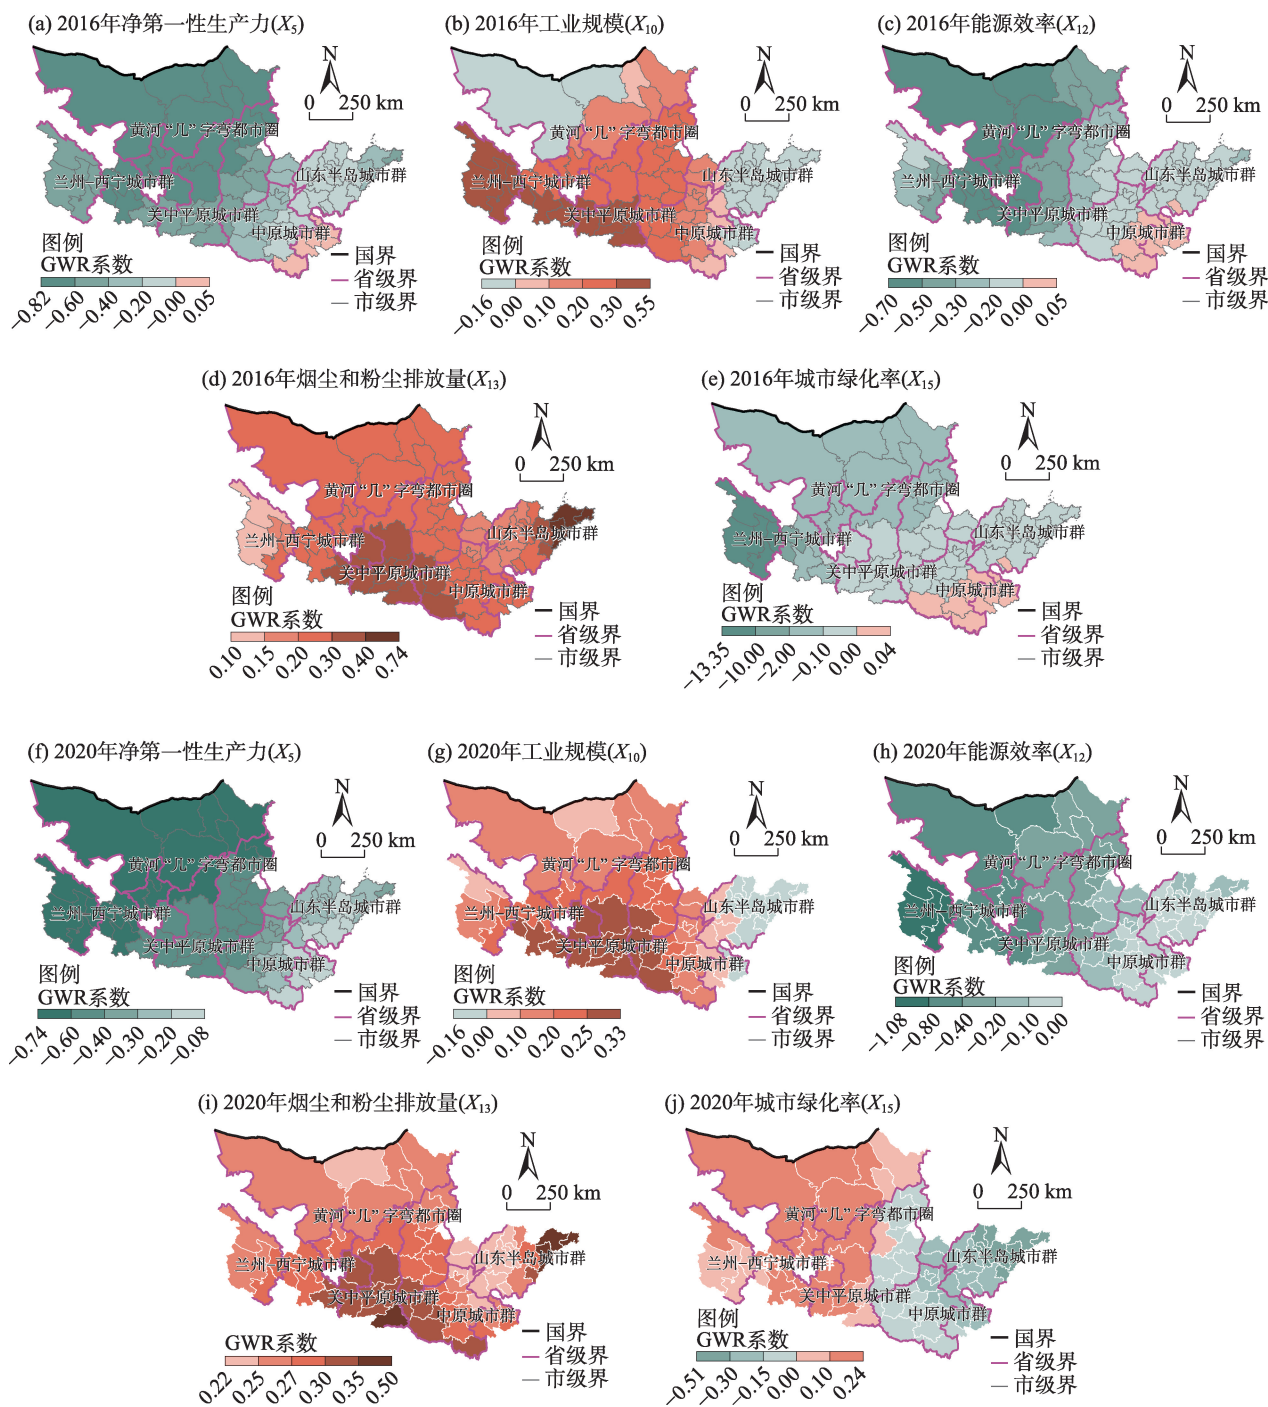 (a) 2016年净第一性生产力(X5)
N
0 250 km
黄河“几”字弯都市圈
兰州-西宁城市群
山东半岛城市群
关中平原城市群
中原城市群
图例
GWR系数
−0.82 −0.60 −0.40 −0.20 −0.00 0.05
国界
省级界
市级界
(b) 2016年工业规模(X10)
N
0 250 km
黄河“几”字弯都市圈
兰州-西宁城市群
山东半岛城市群
关中平原城市群
中原城市群
图例
GWR系数
−0.16 0.00 0.10 0.20 0.30 0.55
国界
省级界
市级界
(c) 2016年能源效率(X12)
N
0 250 km
黄河“几”字弯都市圈
兰州-西宁城市群
山东半岛城市群
关中平原城市群
中原城市群
图例
GWR系数
−0.70 −0.50 −0.30 −0.20 0.00 0.05
国界
省级界
市级界
(d) 2016年烟尘和粉尘排放量(X13)
N
0 250 km
黄河“几”字弯都市圈
兰州-西宁城市群
山东半岛城市群
关中平原城市群
中原城市群
图例
GWR系数
0.10 0.15 0.20 0.30 0.40 0.74
国界
省级界
市级界
(e) 2016年城市绿化率(X15)
N
0 250 km
黄河“几”字弯都市圈
兰州-西宁城市群
山东半岛城市群
关中平原城市群
中原城市群
图例
GWR系数
−13.35 −10.00 −2.00 −0.10 0.00 0.04
国界
省级界
市级界
(f) 2020年净第一性生产力(X5)
N
0 250 km
黄河“几”字弯都市圈
兰州-西宁城市群
山东半岛城市群
关中平原城市群
中原城市群
图例
GWR系数
−0.74 −0.60 −0.40 −0.30 −0.20 −0.08
国界
省级界
市级界
(g) 2020年工业规模(X10)
N
0 250 km
黄河“几”字弯都市圈
兰州-西宁城市群
山东半岛城市群
关中平原城市群
中原城市群
图例
GWR系数
−0.16 0.00 0.10 0.20 0.25 0.33
国界
省级界
市级界
(h) 2020年能源效率(X12)
N
0 250 km
黄河“几”字弯都市圈
兰州-西宁城市群
山东半岛城市群
关中平原城市群
中原城市群
图例
GWR系数
−1.08 −0.80 −0.40 −0.20 −0.10 0.00
国界
省级界
市级界
(i) 2020年烟尘和粉尘排放量(X13)
N
0 250 km
黄河“几”字弯都市圈
兰州-西宁城市群
山东半岛城市群
关中平原城市群
中原城市群
GWR系数
0.22 0.25 0.27 0.30 0.35 0.50
国界
省级界
市级界
(j) 2020年城市绿化率(X15)
N
0 250 km
黄河“几”字弯都市圈
兰州-西宁城市群
山东半岛城市群
关中平原城市群
中原城市群
图例
GWR系数
−0.51 −0.30 −0.15 0.00 0.10 0.24
国界
省级界
市级界